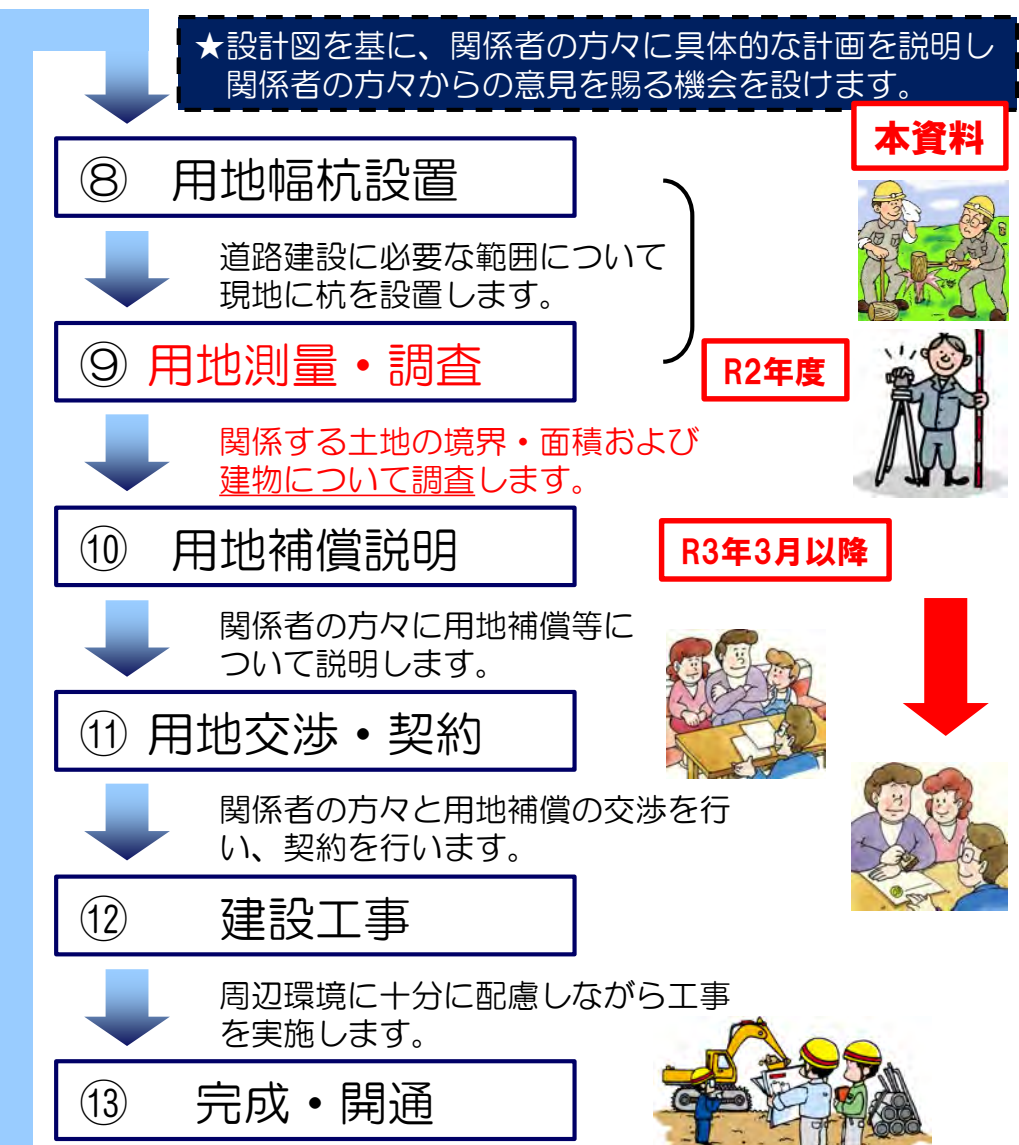 ★設計図を基に、関係者の方々に具体的な計画を説明し
関係者の方々からの意見を賜る機会を設けます。
本資料
⑧ 用地幅杭設置
道路建設に必要な範囲について
現地に杭を設置します。
⑨ 用地測量・調査
R2年度
関係する土地の境界・面積および
建物について調査します。
⑩ 用地補償説明
R3年3月以降
関係者の方々に用地補償等に
ついて説明します。
⑪ 用地交渉・契約
関係者の方々と用地補償の交渉を行
い、契約を行います。
⑫ 建設工事
周辺環境に十分に配慮しながら工事
を実施します。
⑬ 完成・開通